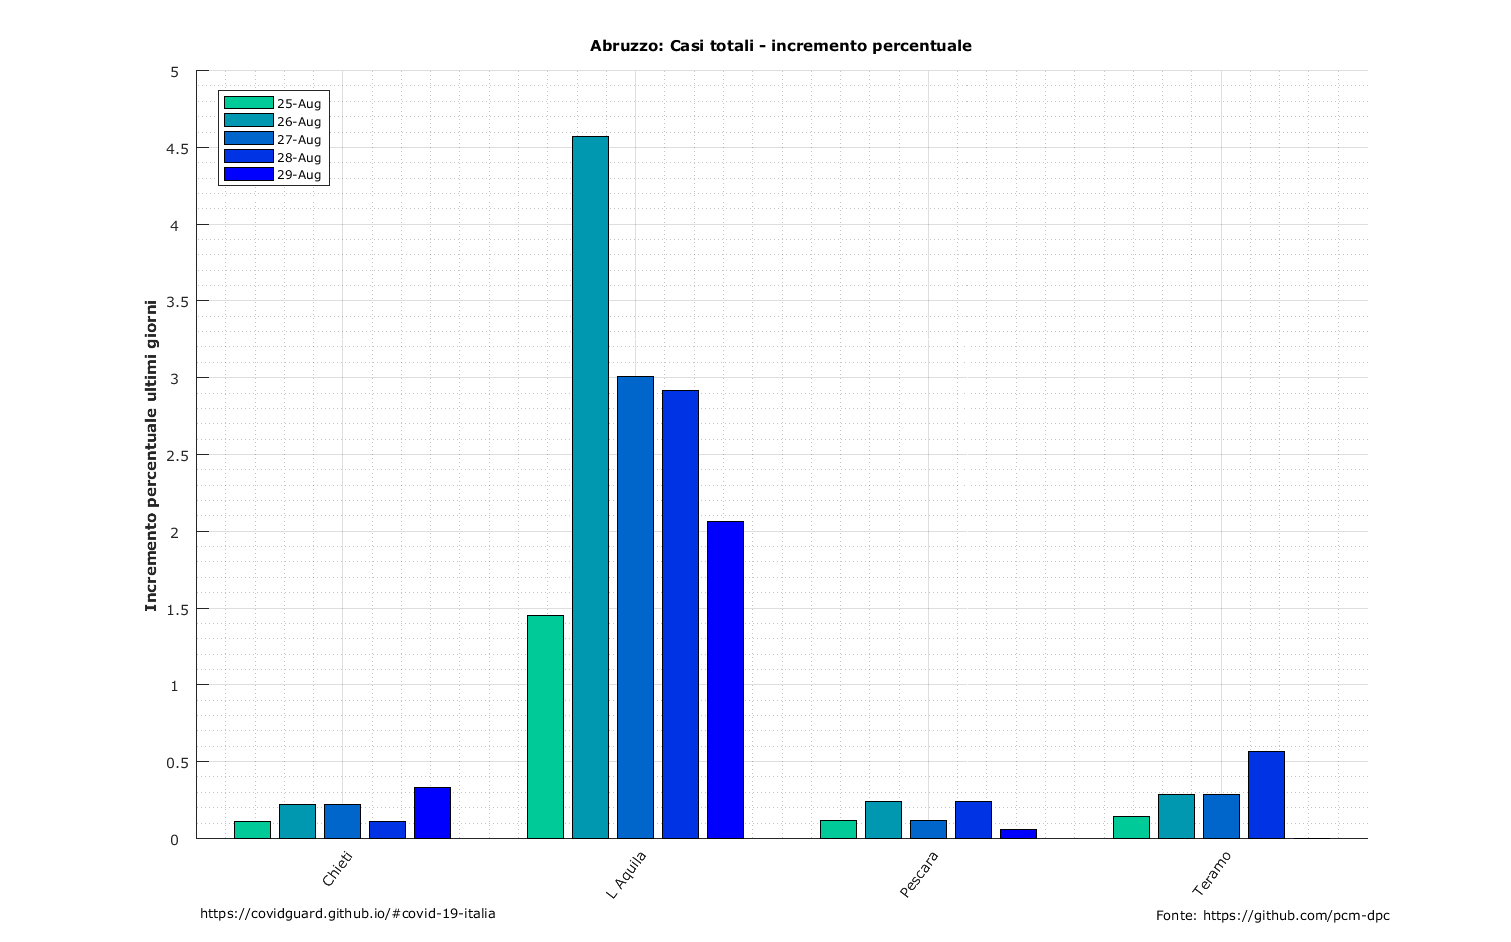 Abruzzo: Casi totali - incremento percentuale
5
4.5
4
3.5
3
2.5
2
1.5
1
0.5
0
Incremento percentuale ultimi giorni
25-Aug
26-Aug
27-Aug
28-Aug
29-Aug
Chieti
L Aquila
Pescara
Teramo
https://covidguard.github.io/#covid-19-italia
Fonte: https://github.com/pcm-dpc